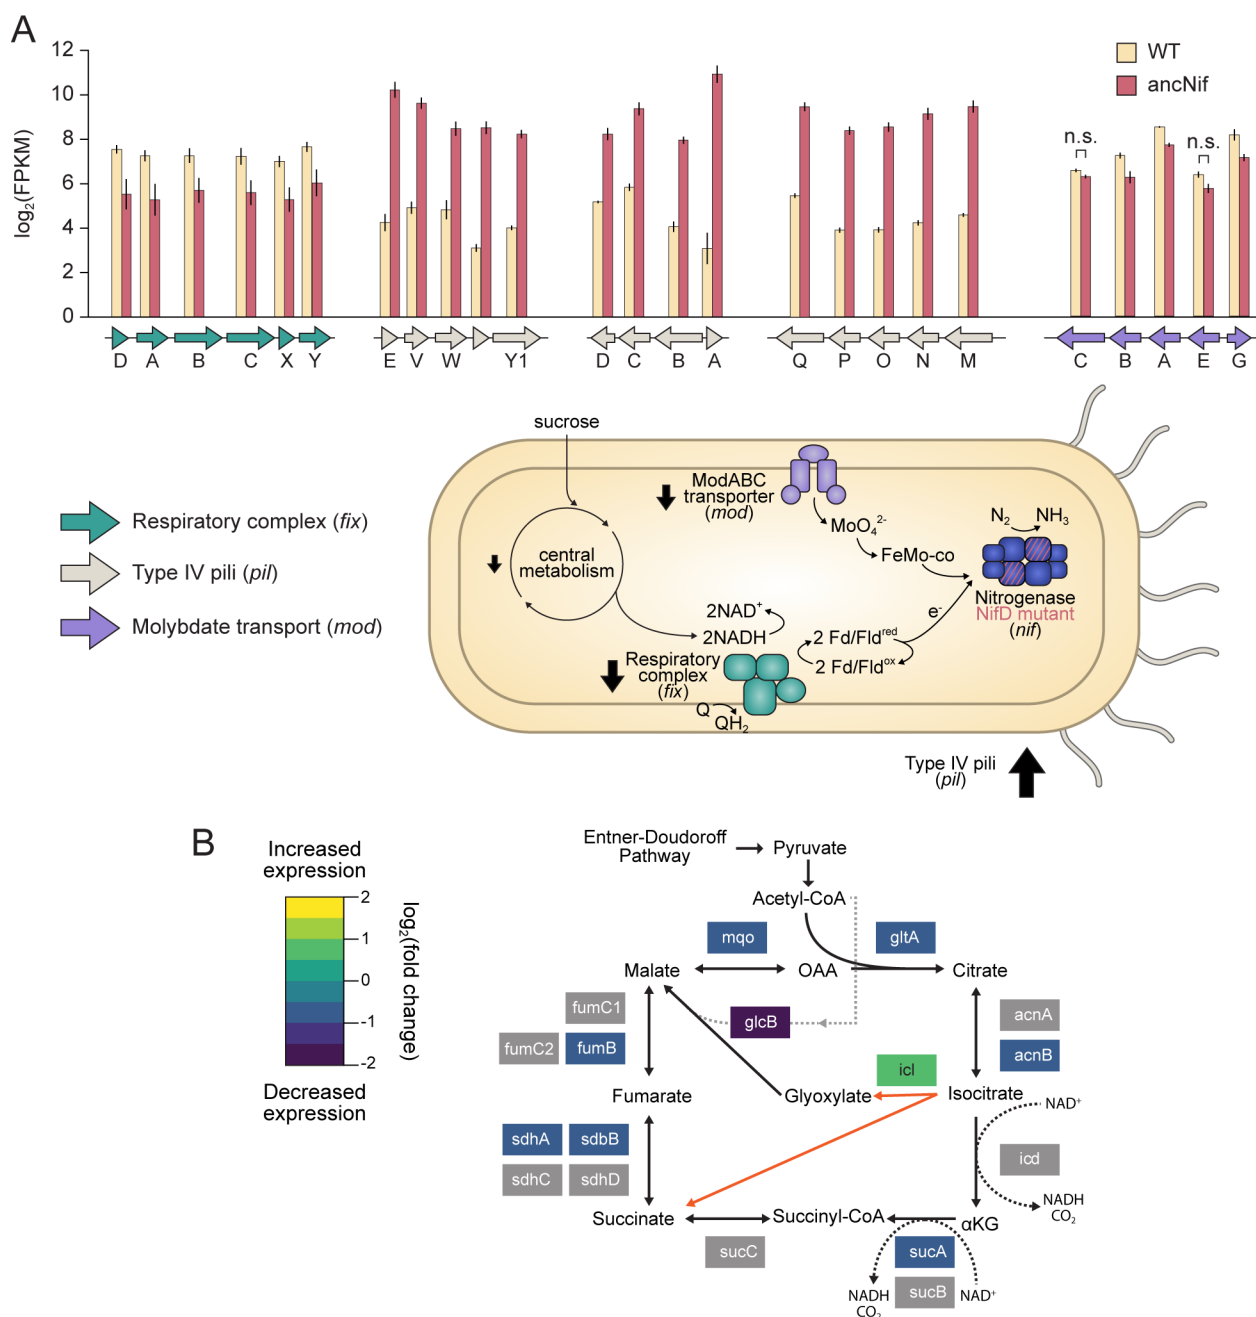 A
12
10
8
6
4
2
0
log2(FPKM)
WT
ancNif
n.s.
n.s.
D A B C X Y
E V W Y1
D C B A
Q P O N M
C B A E G
Respiratory complex (fix)
Type IV pili (pil)
Molybdate transport (mod)
sucrose
central
metabolism
ModABC
transporter
(mod)
MoO4 2-
FeMo-co
N2 NH3
Nitrogenase
NifD mutant
(nif)
e-
2NAD+
2NADH
2 Fd/Fld red
2 Fd/Fld ox
Respiratory
complex
(fix)
Q
QH2
Type IV pili
(pil)
B
Increased
expression
2
1
0
-1
-2
log2(fold change)
Decreased
expression
Entner-Doudoroff
Pathway
Pyruvate
Acetyl-CoA
mqo
gltA
Malate
OAA
Citrate
fumC1
glcB
acnA
fumC2
fumB
acnB
icl
Fumarate
Glyoxylate
Isocitrate
NAD+
sdhA
sdbB
icd
sdhC
sdhD
NADH
CO2
Succinate
Succinyl-CoA
αKG
sucC
sucA
sucB
NADH
CO2
NAD+